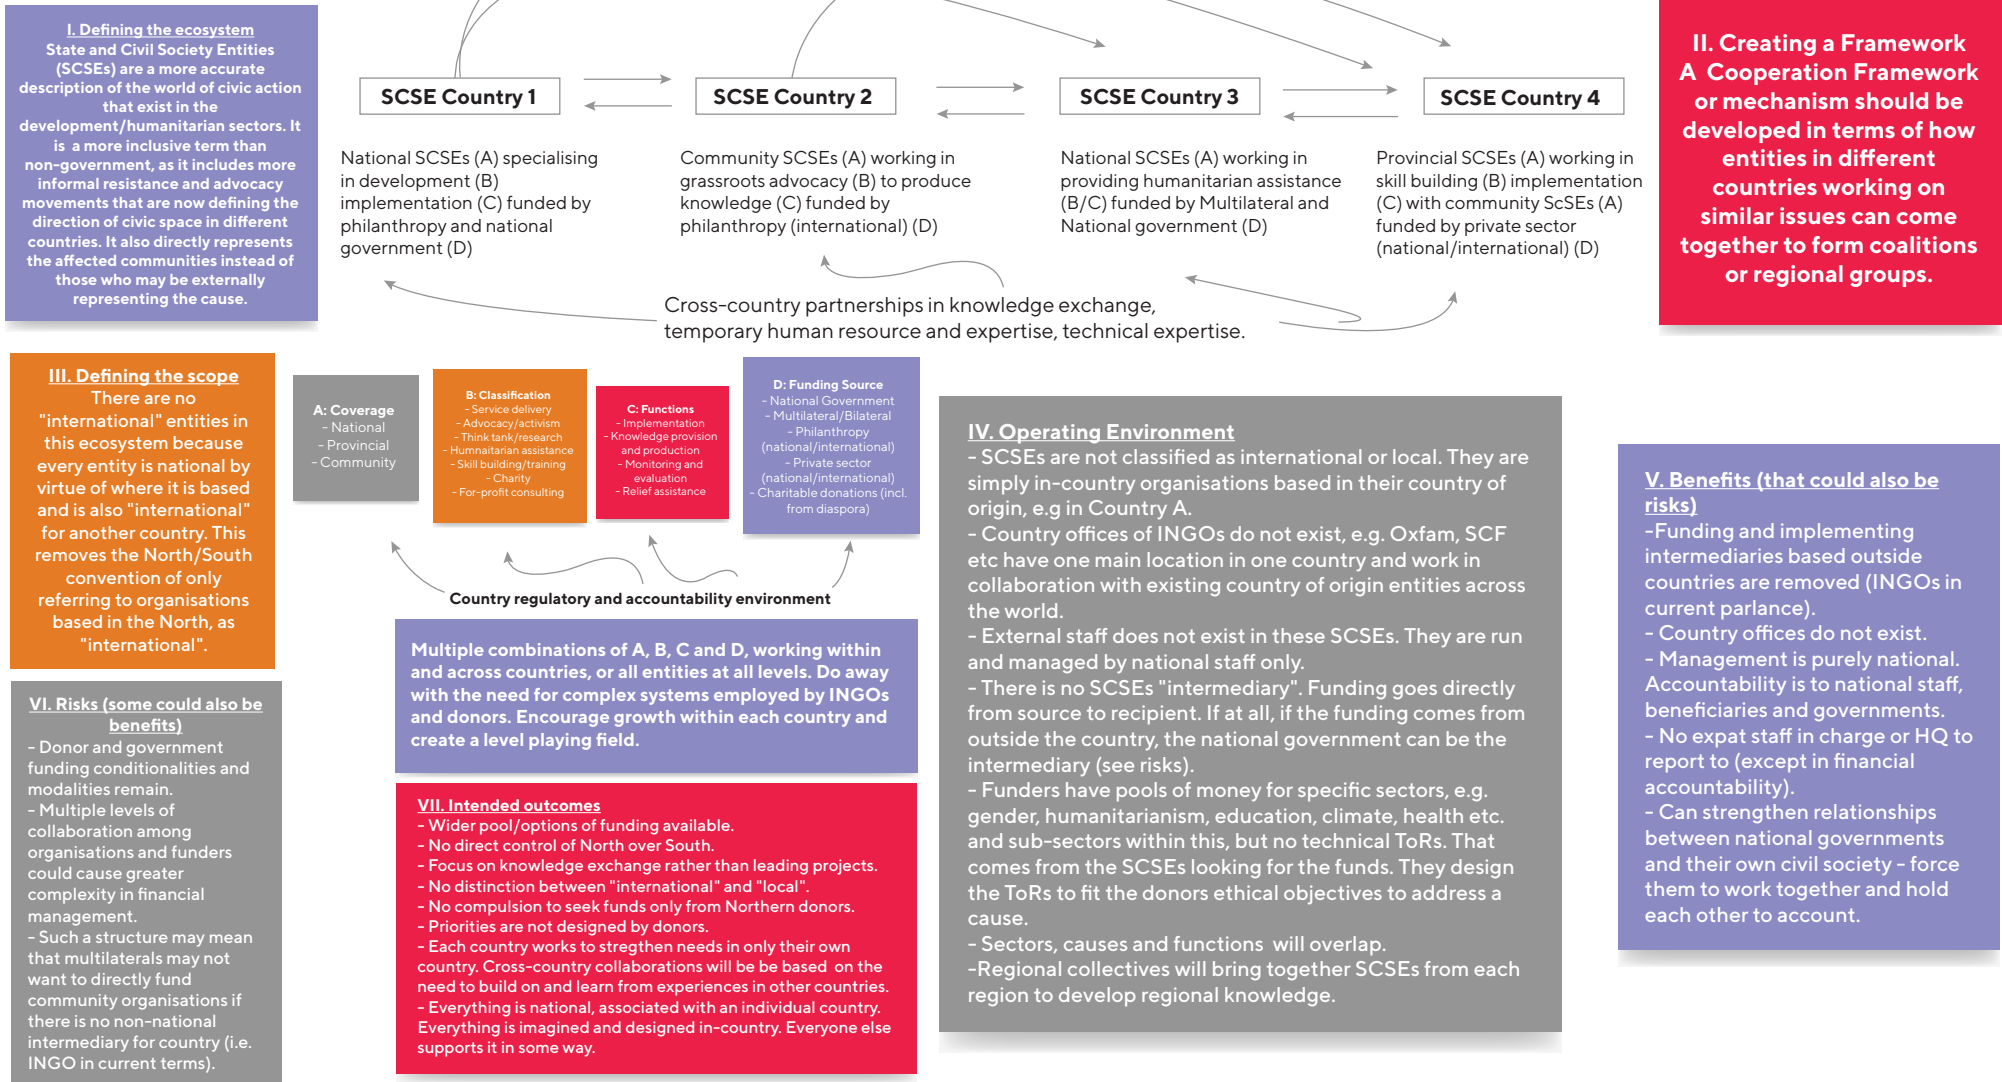 I. Defining the ecosystem
State and Civil Society Entities
(SCSEs) are a more accurate
description of the world of civic action
that exist in the
development/humanitarian sectors. It
is a more inclusive term than
non-government, as it includes more
informal resistance and advocacy
movements that are now defining the
direction of civic space in different
countries. It also directly represents
the affected communities instead of
those who may be externally
representing the cause.
SCSE Country 1
SCSE Country 2
SCSE Country 3
SCSE Country 4
National SCSEs (A) specialising
in development (B)
implementation (C) funded by
philanthropy and national
government (D)
Community SCSEs (A) working in
grassroots advocacy (B) to produce
knowledge (C) funded by
philanthropy (international) (D)
National SCSEs (A) working in
providing humanitarian assistance
(B/C) funded by Multilateral and
National government (D)
Provincial SCSEs (A) working in
skill building (B) implementation
(C) with community ScSEs (A)
funded by private sector
(national/international) (D)
Cross-country partnerships in knowledge exchange,
temporary human resource and expertise, technical expertise.
II. Creating a Framework
A Cooperation Framework
or mechanism should be
developed in terms of how
entities in different
countries working on
similar issues can come
together to form coalitions
or regional groups.
III. Defining the scope
There are no
"international" entities in
this ecosystem because
every entity is national by
virtue of where it is based
and is also "international"
for another country. This
removes the North/South
convention of only
referring to organisations
based in the North, as
"international".
A: Coverage
- National
- Provincial
- Community
B: Classification
- Service delivery
- Advocacy/activism
- Think tank/research
- Humnaitarian assistance
- Skill building/training
- Charity
- For-profit consulting
C: Functions
- Implementation
- Knowledge provision
and production
- Monitoring and
evaluation
- Relief assistance
D: Funding Source
- National Government
- Multilateral/Bilateral
- Philanthropy
(national/international)
- Private sector
(national/international)
- Charitable donations (incl.
from diaspora)
Country regulatory and accountability environment
Multiple combinations of A, B, C and D, working within
and across countries, or all entities at all levels. Do away
with the need for complex systems employed by INGOs
and donors. Encourage growth within each country and
create a level playing field.
IV. Operating Environment
- SCSEs are not classified as international or local. They are
simply in-country organisations based in their country of
origin, e.g in Country A.
- Country offices of INGOs do not exist, e.g. Oxfam, SCF
etc have one main location in one country and work in
collaboration with existing country of origin entities across
the world.
- External staff does not exist in these SCSEs. They are run
and managed by national staff only.
- There is no SCSEs "intermediary". Funding goes directly
from source to recipient. If at all, if the funding comes from
outside the country, the national government can be the
intermediary (see risks).
- Funders have pools of money for specific sectors, e.g.
gender, humanitarianism, education, climate, health etc.
and sub-sectors within this, but no technical ToRs. That
comes from the SCSEs looking for the funds. They design
the ToRs to fit the donors ethical objectives to address a
cause.
- Sectors, causes and functions will overlap.
-Regional collectives will bring together SCSEs from each
region to develop regional knowledge.
V. Benefits (that could also be
risks)
-Funding and implementing
intermediaries based outside
countries are removed (INGOs in
current parlance).
- Country offices do not exist.
- Management is purely national.
Accountability is to national staff,
beneficiaries and governments.
- No expat staff in charge or HQ to
report to (except in financial
accountability).
- Can strengthen relationships
between national governments
and their own civil society - force
them to work together and hold
each other to account.
VI. Risks (some could also be
benefits)
- Donor and government
funding conditionalities and
modalities remain.
- Multiple levels of
collaboration among
organisations and funders
could cause greater
complexity in financial
management.
- Such a structure may mean
that multilaterals may not
want to directly fund
community organisations if
there is no non-national
intermediary for country (i.e.
INGO in current terms).
VII. Intended outcomes
- Wider pool/options of funding available.
- No direct control of North over South.
- Focus on knowledge exchange rather than leading projects.
- No distinction between "international" and "local".
- No compulsion to seek funds only from Northern donors.
- Priorities are not designed by donors.
- Each country works to stregthen needs in only their own
country. Cross-country collaborations will be be based on the
need to build on and learn from experiences in other countries.
- Everything is national, associated with an individual country.
Everything is imagined and designed in-country. Everyone else
supports it in some way.